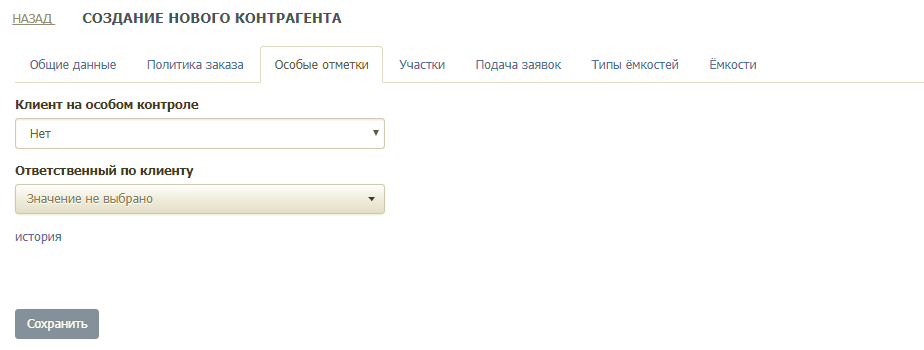 НАЗАД СОЗДАНИЕ НОВОГО КОНТРАГЕНТА
Общие данные Политика заказа Особые отметки Участки Подача заявок Типы ёмкостей Ёмкости
Клиент на особом контроле
Нет
Ответственный по клиенту
Значение не выбрано
история
Сохранить